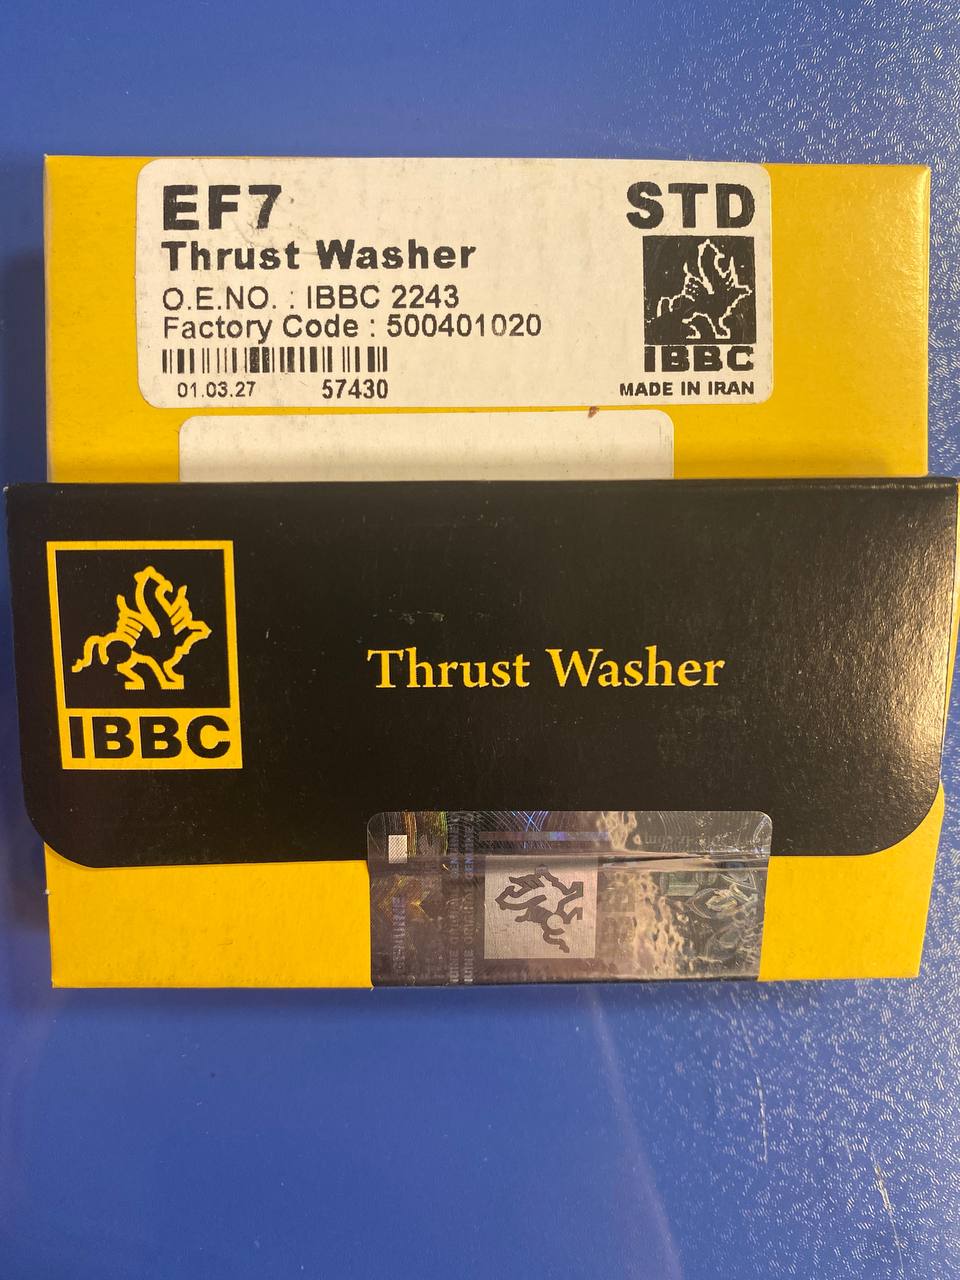 EF7
STD
Thrust Washer
O.E.NO. : IBBC 2243
Factory Code : 500401020
IBBC
01.03.27 57430
MADE IN IRAN
IBBC
Thrust Washer
GENUINE